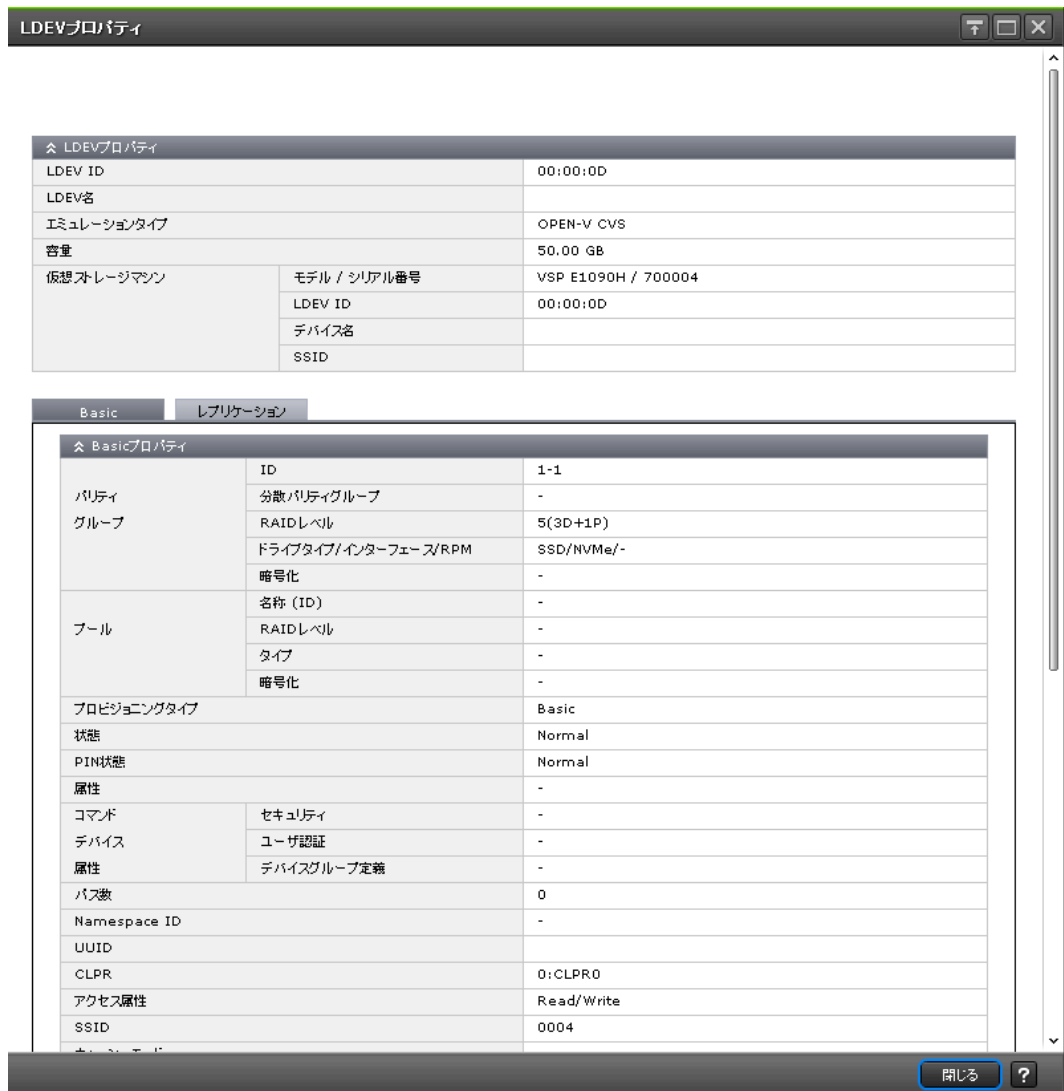 LDEVプロパティ
LDEVプロパティ
LDEV ID 00:00:0D
LDEV名
エミュレーションタイプ OPEN-V CVS
容量 50.00 GB
仮想ストレージマシン モデル / シリアル番号 VSP E1090H / 700004
LDEV ID 00:00:0D
デバイス名
SSID
Basic レプリケーション
Basicプロパティ
パリティ
グループ
ID 1-1
分散パリティグループ -
RAIDレベル 5(3D+1P)
ドライブタイプ/インターフェース/RPM SSD/NVMe/-
暗号化 -
プール
名称 (ID) -
RAIDレベル -
タイプ -
暗号化 -
プロビジョニングタイプ Basic
状態 Normal
PIN状態 Normal
属性 -
コマンド
デバイス
属性
セキュリティ -
ユーザ認証 -
デバイスグループ定義 -
パス数 0
Namespace ID -
UUID
CLPR 0:CLPR0
アクセス属性 Read/Write
SSID 0004
閉じる ?